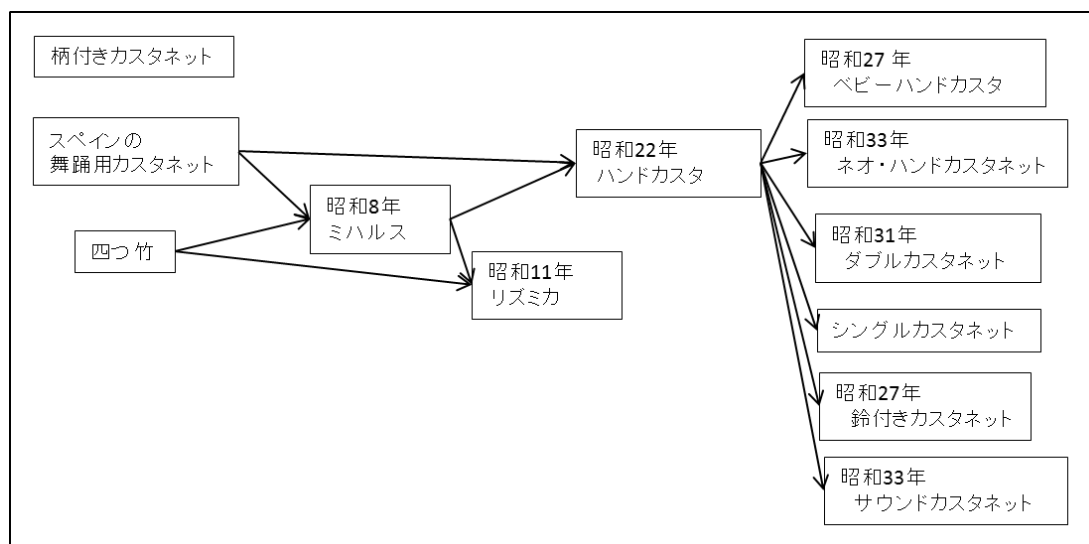 柄付きカスタネット
スペインの
舞踊用カスタネット
四つ竹
昭和8年
ミハルス
昭和11年
リズミカ
昭和22年
ハンドカスタ
昭和27 年
ベビーハンドカスタ
昭和33年
ネオ・ハンドカスタネット
昭和31年
ダブルカスタネット
シングルカスタネット
昭和27年
鈴付きカスタネット
昭和33年
サウンドカスタネット